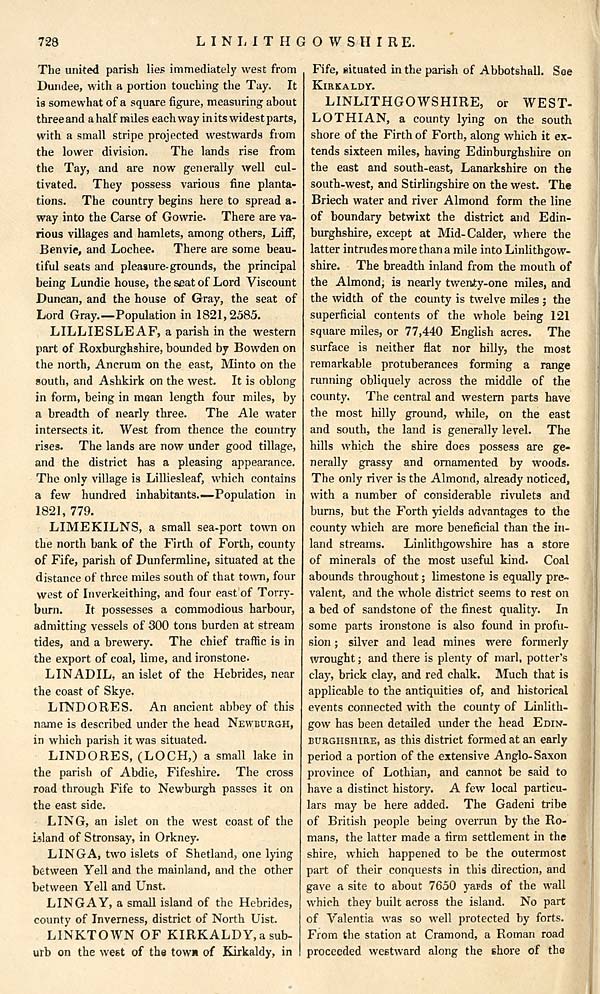 728
LINLITHGOWSHIRE.
The united parish lies immediately west from
Dundee, with a portion touching the Tay. It
is somewhat of a square figure, measuring about
three and a half miles each way in its widest parts,
with a small stripe projected westwards from
the lower division. The lands rise from
the Tay, and are now generally well cul-
tivated. They possess various fine planta-
tions. The country begins here to spread a-
way into the Carse of Gowrie. There are va-
rious villages and hamlets, among others, Liff,
Benvie, and Lochee. There are some beau-
tiful seats and pleasure-grounds, the principal
being Lundie house, the seat of Lord Viscount
Duncan, and the house of Gray, the seat of
Lord Gray.—Population in 1821, 2585.
LILLIESLEAF, a parish in the western
part of Roxburghshire, bounded by Bowden on
the north, Ancrum on the east, Minto on the
south, and Ashkirk on the west. It is oblong
in form, being in mean length four miles, by
a breadth of nearly three. The Ale water
intersects it. West from thence the country
rises. The lands are now under good tillage,
and the district has a pleasing appearance.
The only village is Lilliesleaf, which contains
a few hundred inhabitants.—Population in
1821, 779.
LIMEKILNS, a small sea-port town on
the north bank of the Firth of Forth, county
of Fife, parish of Dunfermline, situated at the
distance of three miles south of that town, four
west of Inverkeithing, and four east of Torry-
burn. It possesses a commodious harbour,
admitting vessels of 300 tons burden at stream
tides, and a brewery. The chief traffic is in
the export of coal, lime, and ironstone.
LINADIL, an islet of the Hebrides, near
the coast of Skye.
LINDORES. An ancient abbey of this
name is described under the head NEWBURGH,
in which parish it was situated.
LINDORES, (LOCH,) a small lake in
the parish of Abdie, Fifeshire. The cross
road through Fife to Newburgh passes it on
the east side.
LING, an islet on the west coast of the
island of Stronsay, in Orkney.
LINGA, two islets of Shetland, one lying
between Yell and the mainland, and the other
between Yell and Unst.
LINGAY, a small island of the Hebrides,
county of Inverness, district of North Uist.
LINKTOWN OF KIRKALDY, a sub-
urb on the west of the town of Kirkaldy, in
Fife, situated in the parish of Abbotshall. See
KIRKALDY.
LINLITHGOWSHIRE, or WEST-
LOTHIAN, a county lying on the south
shore of the Firth of Forth, along which it ex-
tends sixteen miles, having Edinburghshire on
the east and south-east, Lanarkshire on the
south-west, and Stirlingshire on the west. The
Briech water and river Almond form the line
of boundary betwixt the district and Edin-
burghshire, except at Mid-Calder, where the
latter intrudes more than a mile into Linlithgow-
shire. The breadth inland from the mouth of
the Almond, is nearly twenty-one miles, and
the width of the county is twelve miles; the
superficial contents of the whole being 121
square miles, or 77,440 English acres. The
surface is neither flat nor hilly, the most
remarkable protuberances forming a range
running obliquely across the middle of the
county. The central and western parts have
the most hilly ground, while, on the east
and south, the land is generally level. The
hills which the shire does possess are ge-
nerally grassy and ornamented by woods.
The only river is the Almond, already noticed,
with a number of considerable rivulets and
burns, but the Forth yields advantages to the
county which are more beneficial than the in-
land streams. Linlithgowshire has a store
of minerals of the most useful kind. Coal
abounds throughout; limestone is equally pre-
valent, and the whole district seems to rest on
a bed of sandstone of the finest quality. In
some parts ironstone is also found in profu-
sion; silver and lead mines were formerly
wrought; and there is plenty of marl, potter's
clay, brick clay, and red chalk. Much that is
applicable to the antiquities of, and historical
events connected with the county of Linlith-
gow has been detailed under the head EDIN-
BURGHSHIRE, as this district formed at an early
period a portion of the extensive Anglo-Saxon
province of Lothian, and cannot be said to
have a distinct history. A few local particu-
lars may be here added. The Gadeni tribe
of British people being overrun by the Ro-
mans, the latter made a firm settlement in the
shire, which happened to be the outermost
part of their conquests in this direction, and
gave a site to about 7650 yards of the wall
which they built across the island. No part
of Valentia was so well protected by forts.
From the station at Cramond, a Roman road
proceeded westward along the shore of the